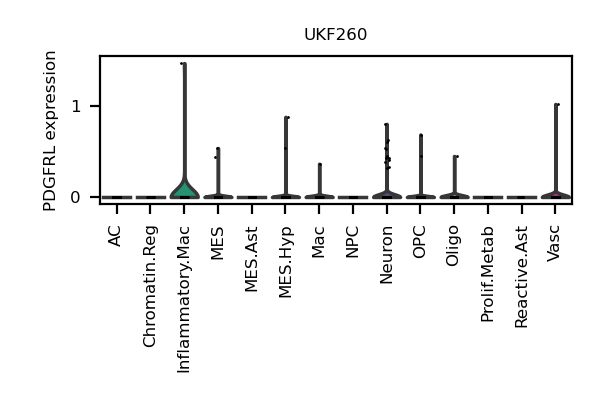 UKF260
PDGFRL expression
1
0
AC
Chromatin.Reg
Inflammatory.Mac
MES
MES.Ast
MES.Hyp
Mac
NPC
Neuron
OPC
Oligo
Prolif.Metab
Reactive.Ast
Vasc